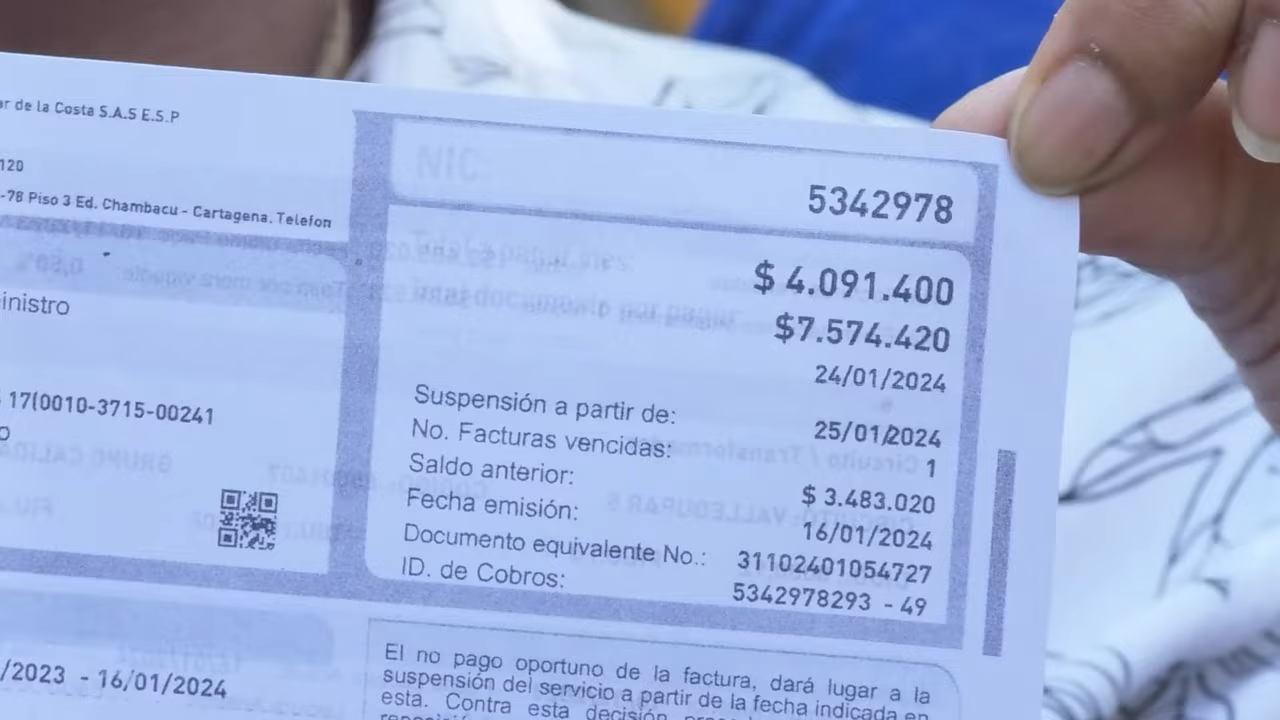 ar de la Costa S.A.S E.S.P
120
-78 Piso 3 Ed. Chambacu - Cartagena. Telefon
inistro
17(0010-3715-00241
o
/2023 - 16/01/2024
NIC
5342978
Total a pagar mes:
$ 4.091.400
$7.574.420
24/01/2024
Suspensión a partir de: 25/01/2024
No. Facturas vencidas: 1
Saldo anterior: $ 3.483.020
Fecha emisión: 16/01/2024
Documento equivalente No.: 31102401054727
ID. de Cobros: 5342978293 - 49
El no pago oportuno de la factura, dará lugar a la
suspensión del servicio a partir de la fecha indicada en
esta. Contra esta decisión